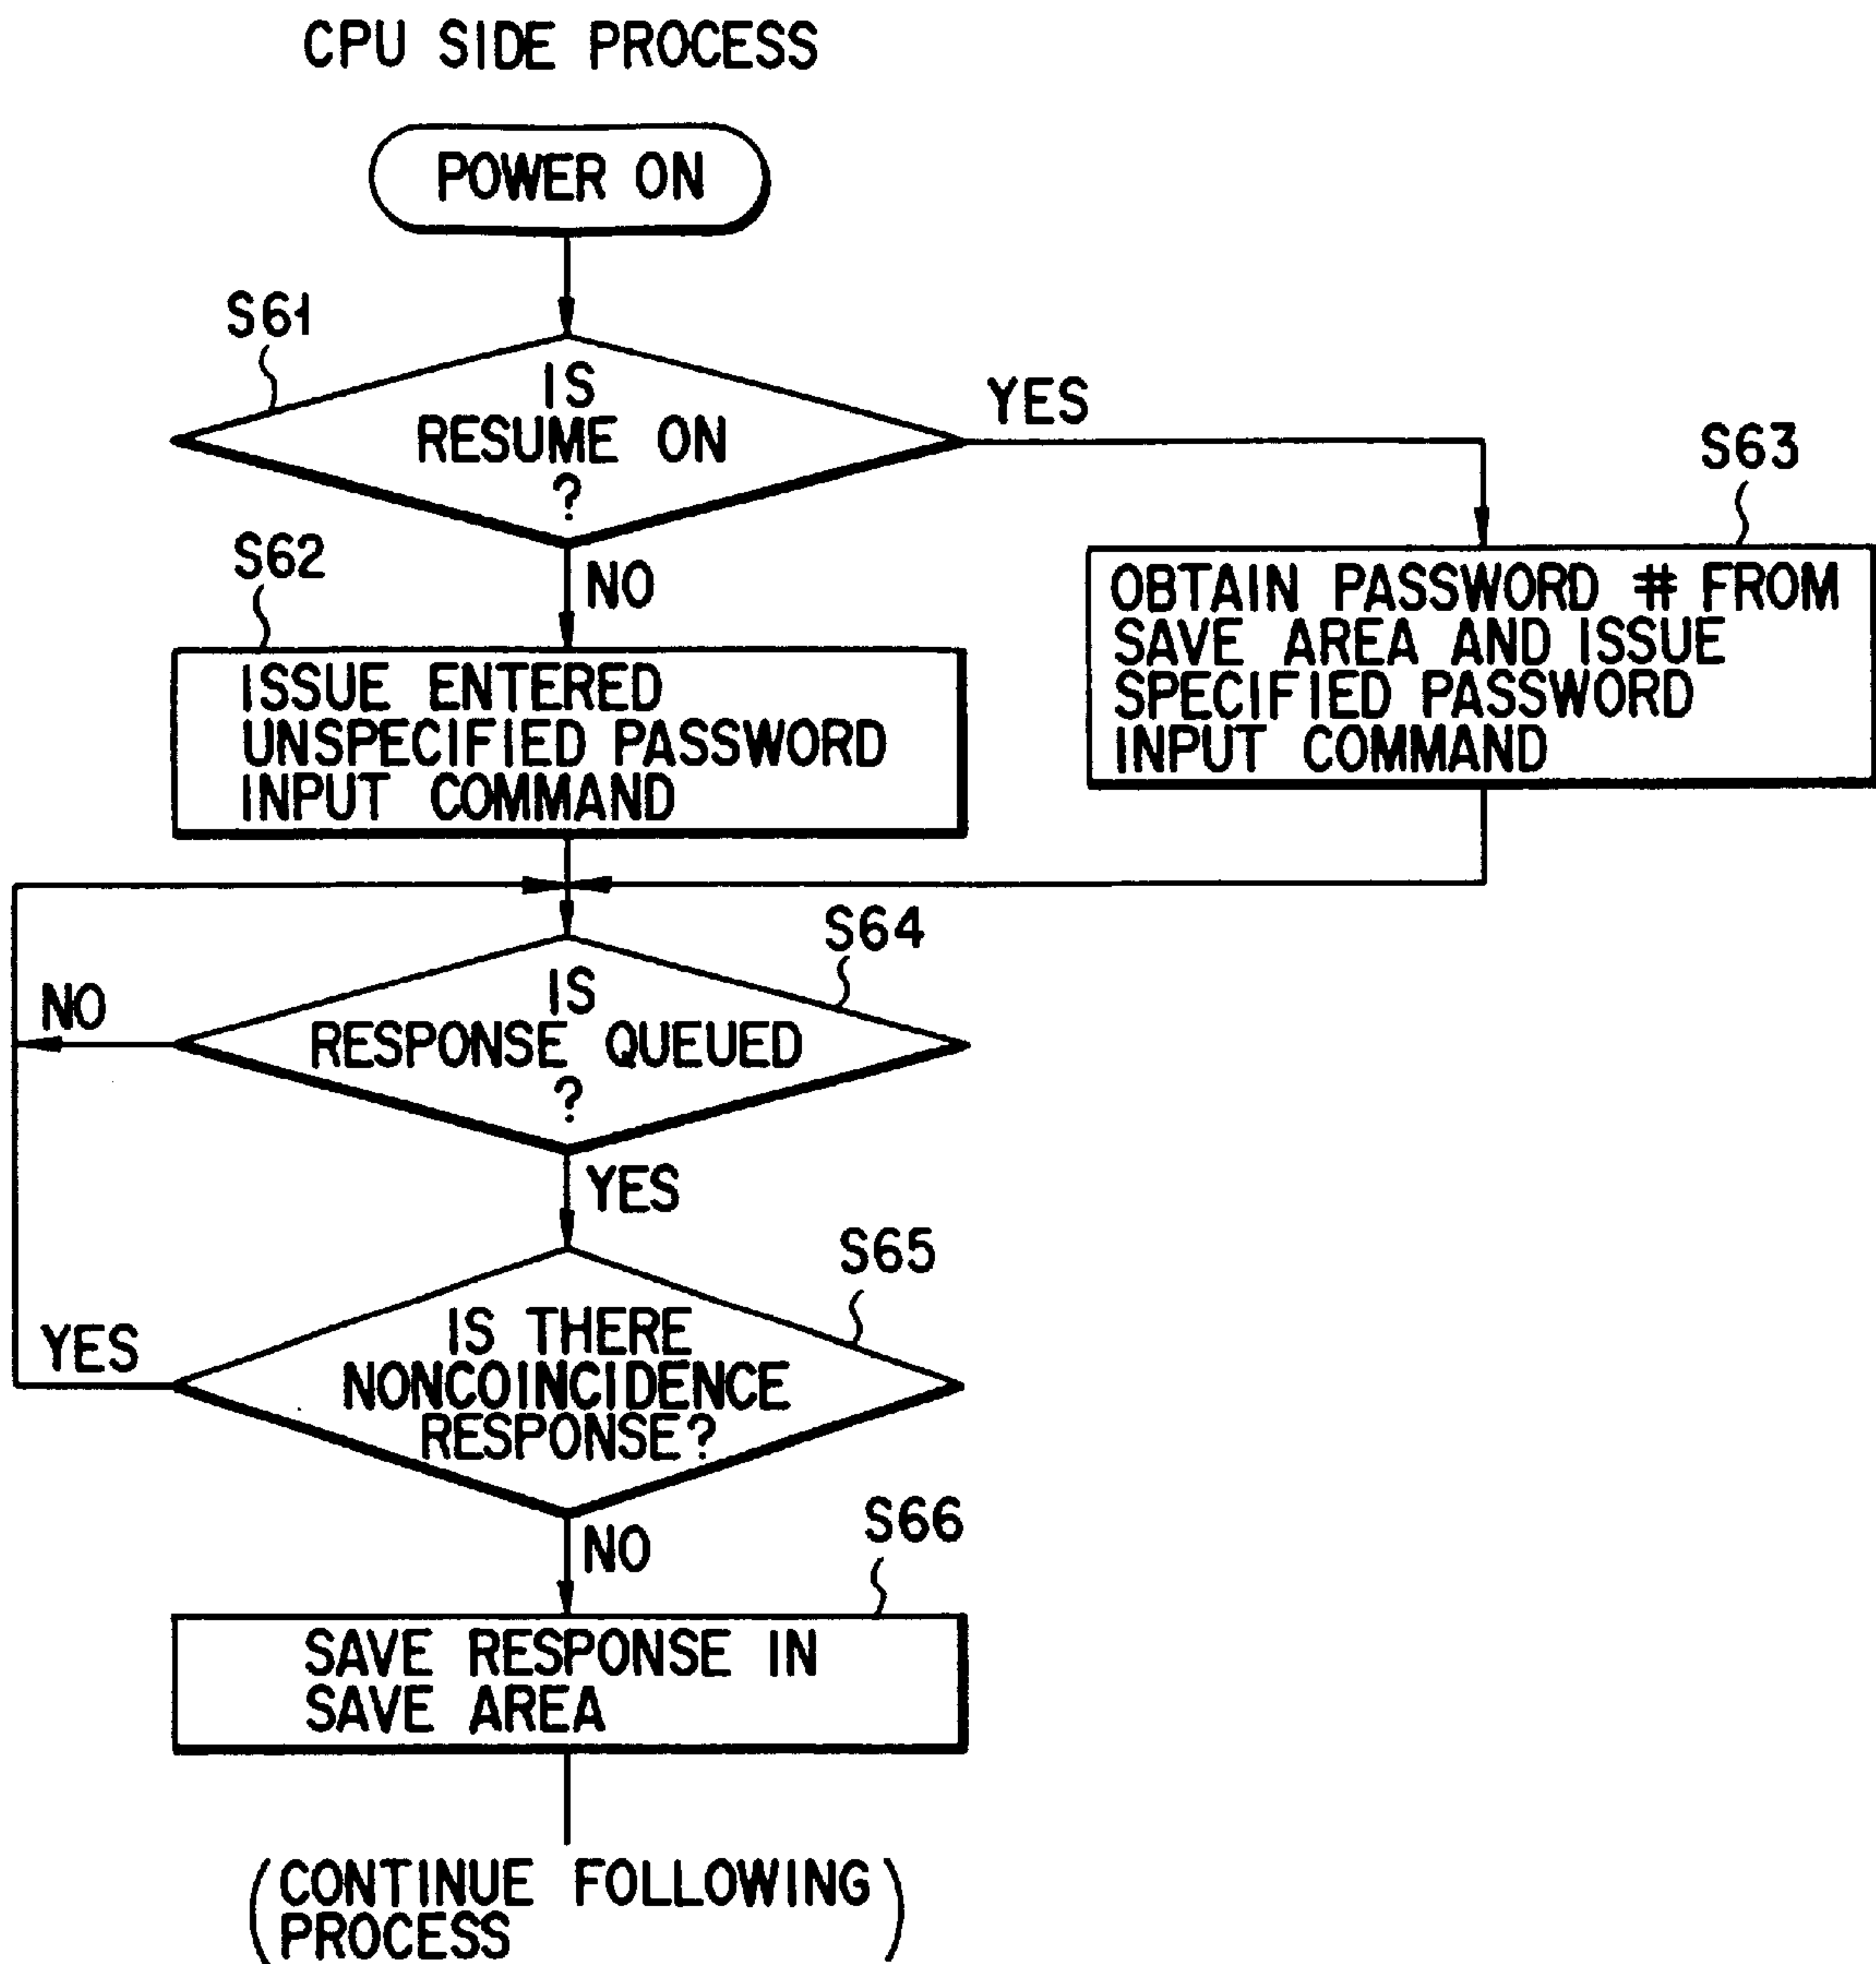 CPU SIDE PROCESS
POWER ON
S61
IS
RESUME ON
?
YES
S63
S62
NO
OBTAIN PASSWORD # FROM
SAVE AREA AND ISSUE
SPECIFIED PASSWORD
INPUT COMMAND
ISSUE ENTERED
UNSPECIFIED PASSWORD
INPUT COMMAND
S64
NO
IS
RESPONSE QUEUED
?
YES
S65
YES
IS THERE
NONCOINCIDENCE
RESPONSE?
S66
NO
SAVE RESPONSE IN
SAVE AREA
(CONTINUE FOLLOWING
PROCESS)